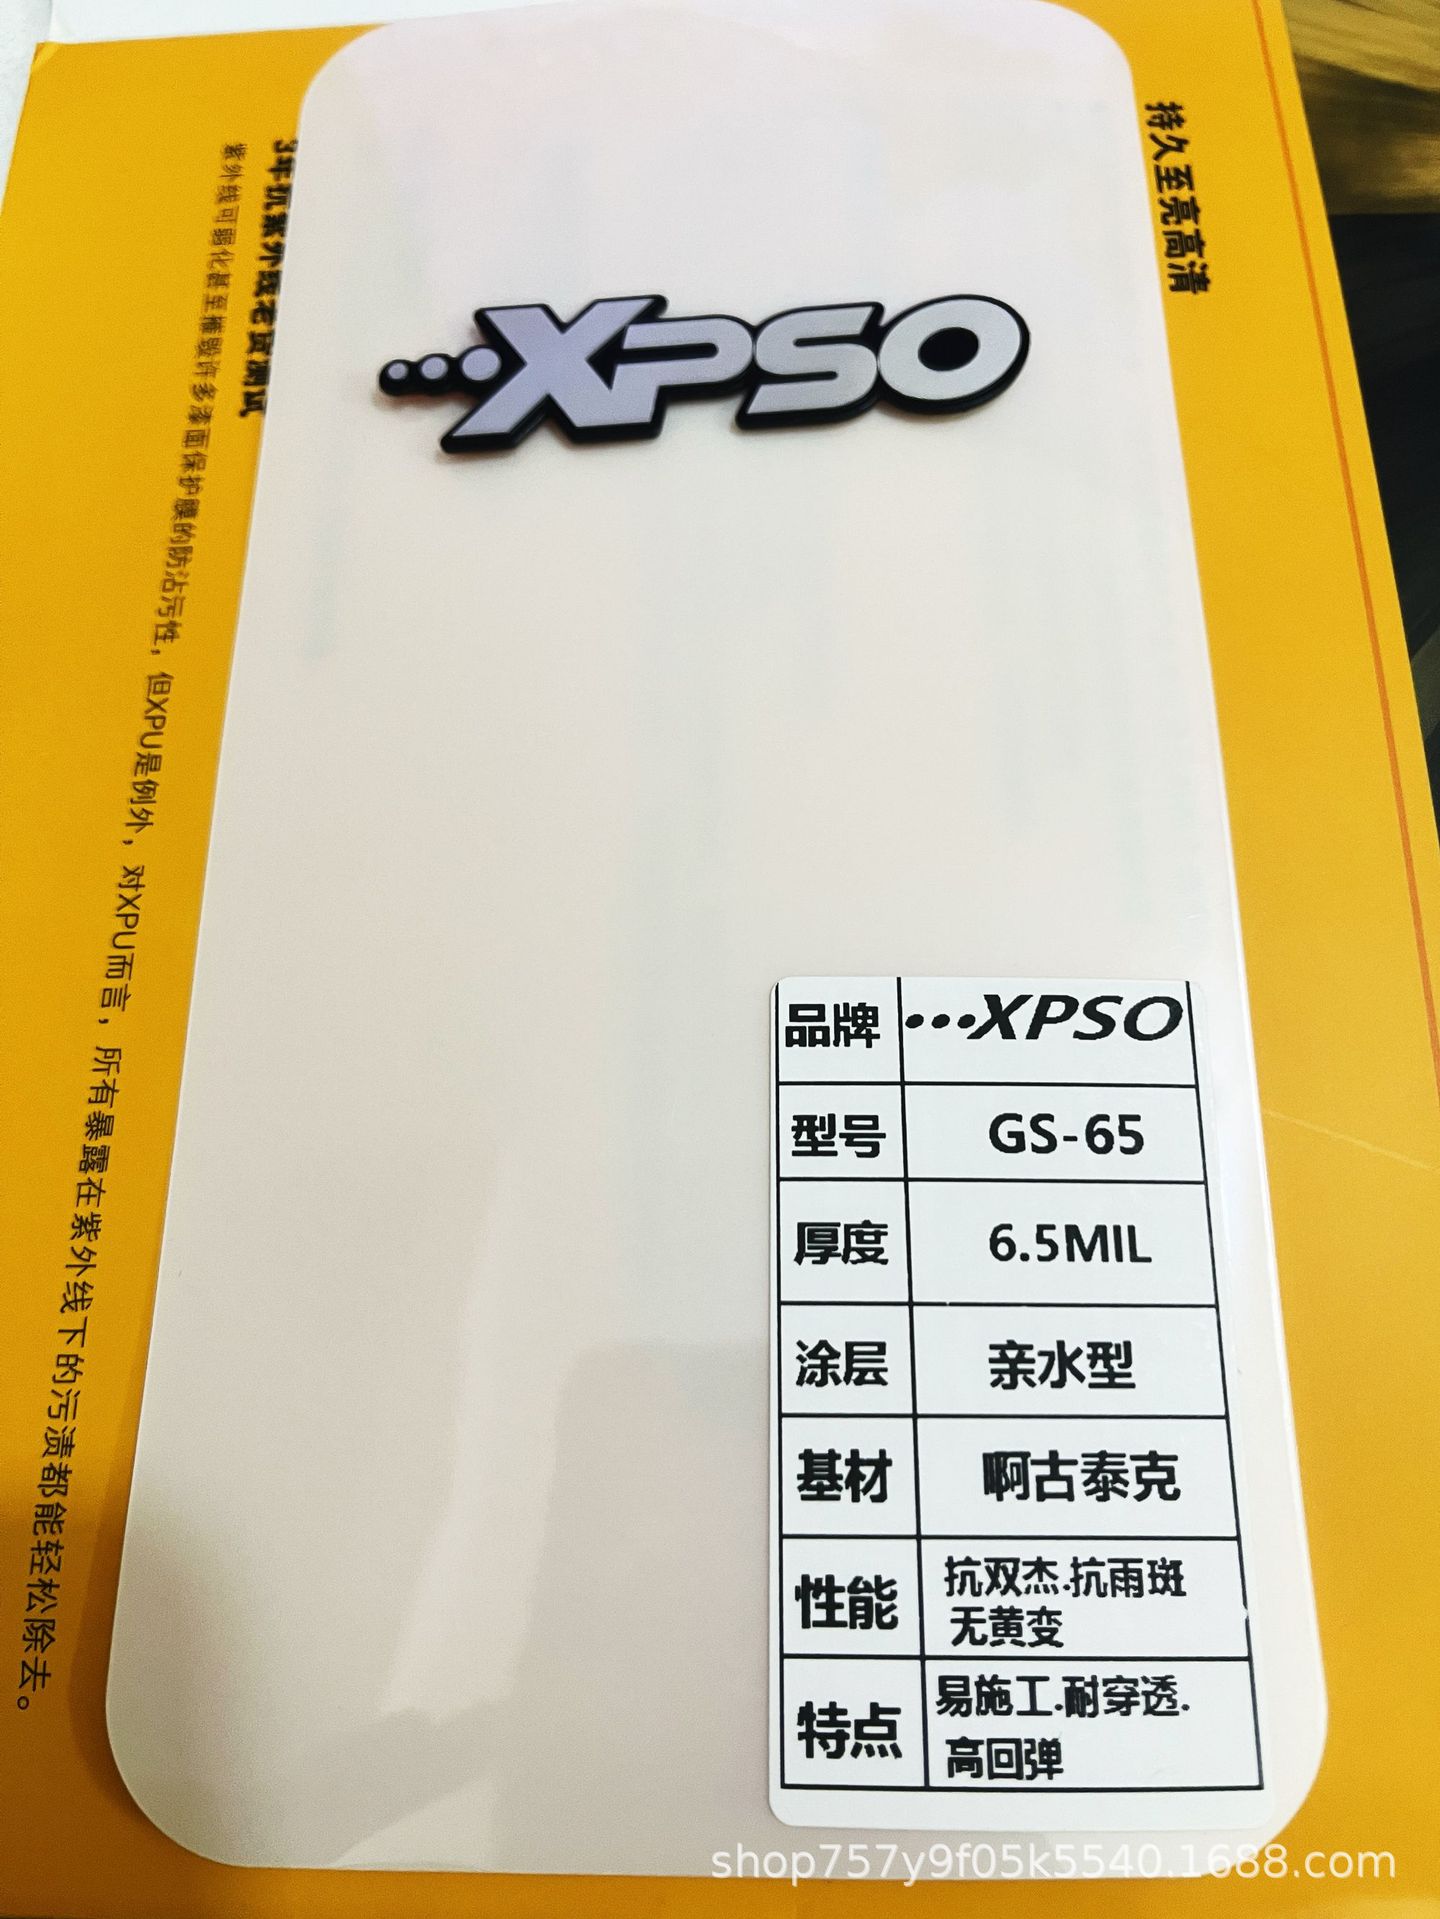 持久至亮高清
3年抗紫外线老货测试
紫外线可弱化甚至摧毁许多漆面保护膜的防沾污性，但XPU是例外，对XPU而言，所有暴露在紫外线下的污渍都能轻松除去。
XPSO
品牌 •••XPSO
型号 GS-65
厚度 6.5MIL
涂层 亲水型
基材 啊古泰克
性能 抗双杰.抗雨斑
无黄变
特点 易施工.耐穿透.
高回弹
shop757y9f05k5540.1688.com